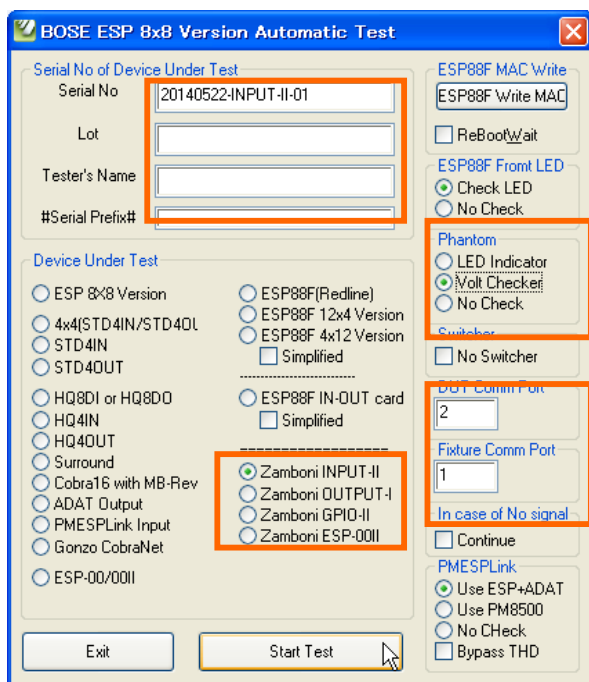 BOSE ESP 8x8 Version Automatic Test
Serial No of Device Under Test
Serial No
20140522-INPUT-II-01
Lot
Tester's Name
#Serial Prefix#
Device Under Test
ESP 8X8 Version
4x4(STD4IN/STD4OU
STD4IN
STD4OUT
HQ8DI or HQ8DO
HQ4IN
HQ4OUT
Surround
Cobra16 with MB-Rev
ADAT Output
PMESPLink Input
Gonzo CobraNet
ESP-00/00II
ESP88F(Redline)
ESP88F 12x4 Version
ESP88F 4x12 Version
Simplified
ESP88F IN-OUT card
Simplified
Zamboni INPUT-II
Zamboni OUTPUT-I
Zamboni GPIO-II
Zamboni ESP-00II
Exit
Start Test
ESP88F MAC Write
ESP88F Write MAC
ReBootWait
ESP88F Fromt LED
Check LED
No Check
Phantom
LED Indicator
Volt Checker
No Check
Switcher
No Switcher
DUT Comm Port
2
Fixture Comm Port
1
In case of No signal
Continue
PMESPLink
Use ESP+ADAT
Use PM8500
No CHeck
Bypass THD